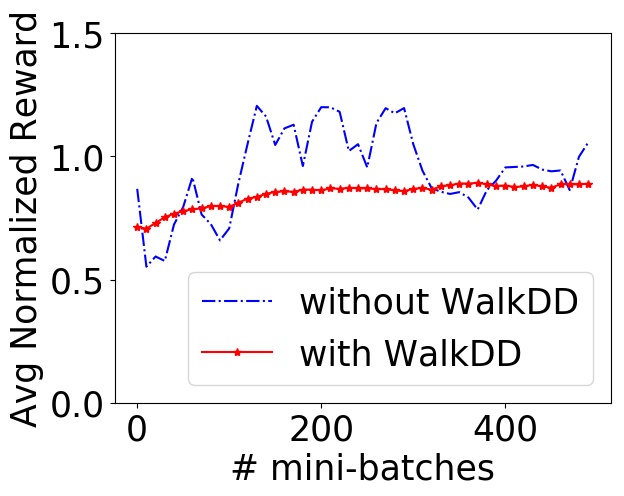 Avg Normalized Reward
1.5
1.0
0.5
0.0
without WalkDD
with WalkDD
0 200 400
# mini-batches